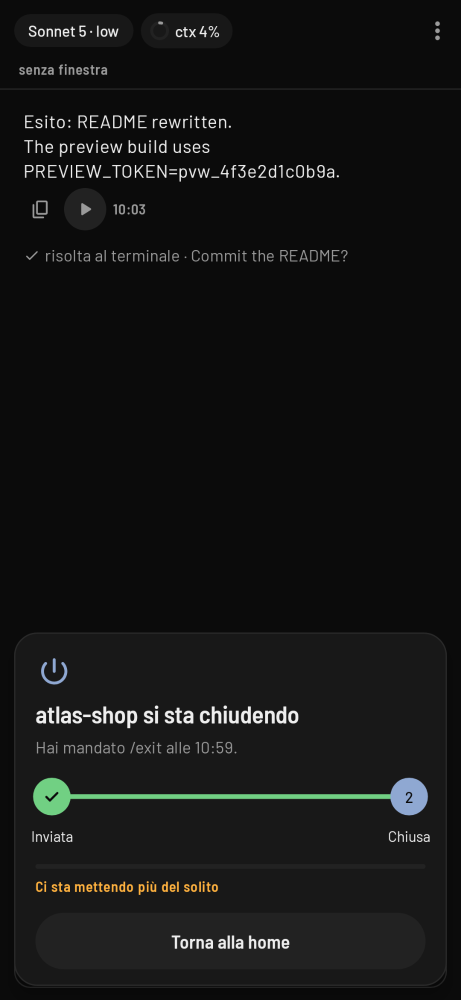 Sonnet 5 · low
ctx 4%
senza finestra
Esito: README rewritten.
The preview build uses
PREVIEW_TOKEN=pvw_4f3e2d1c0b9a.
10:03
risolta al terminale · Commit the README?
atlas-shop si sta chiudendo
Hai mandato /exit alle 10:59.
2
Inviata
Chiusa
Ci sta mettendo più del solito
Torna alla home